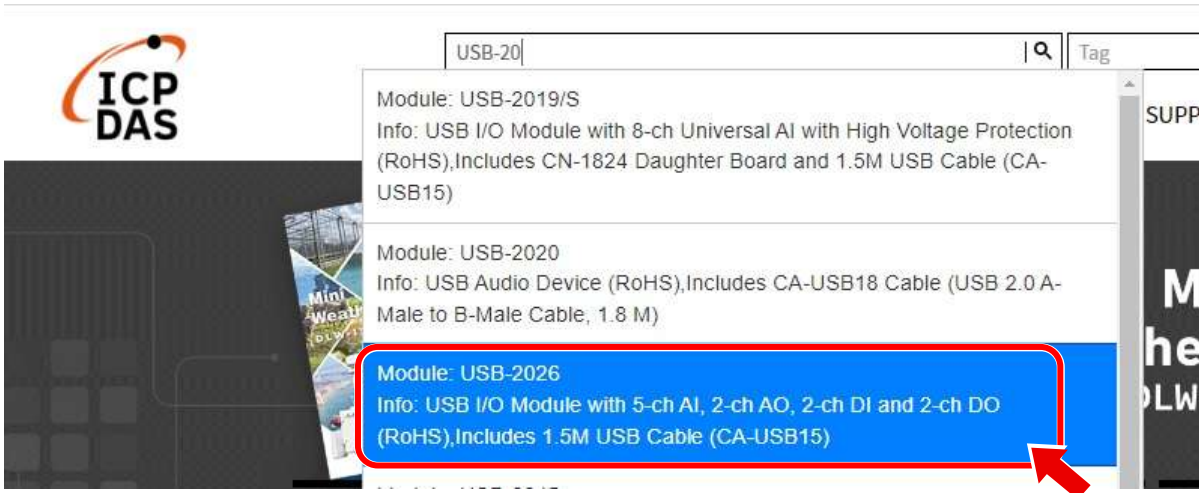 ICP
DAS
USB-20
Tag
SUPP
Module: USB-2019/S
Info: USB I/O Module with 8-ch Universal AI with High Voltage Protection
(RoHS),Includes CN-1824 Daughter Board and 1.5M USB Cable (CA-
USB15)
Module: USB-2020
Info: USB Audio Device (RoHS),Includes CA-USB18 Cable (USB 2.0 A-
Male to B-Male Cable, 1.8 M)
Module: USB-2026
Info: USB I/O Module with 5-ch AI, 2-ch AO, 2-ch DI and 2-ch DO
(RoHS),Includes 1.5M USB Cable (CA-USB15)
Mini
Weat
DLW-1
M
he
DLW